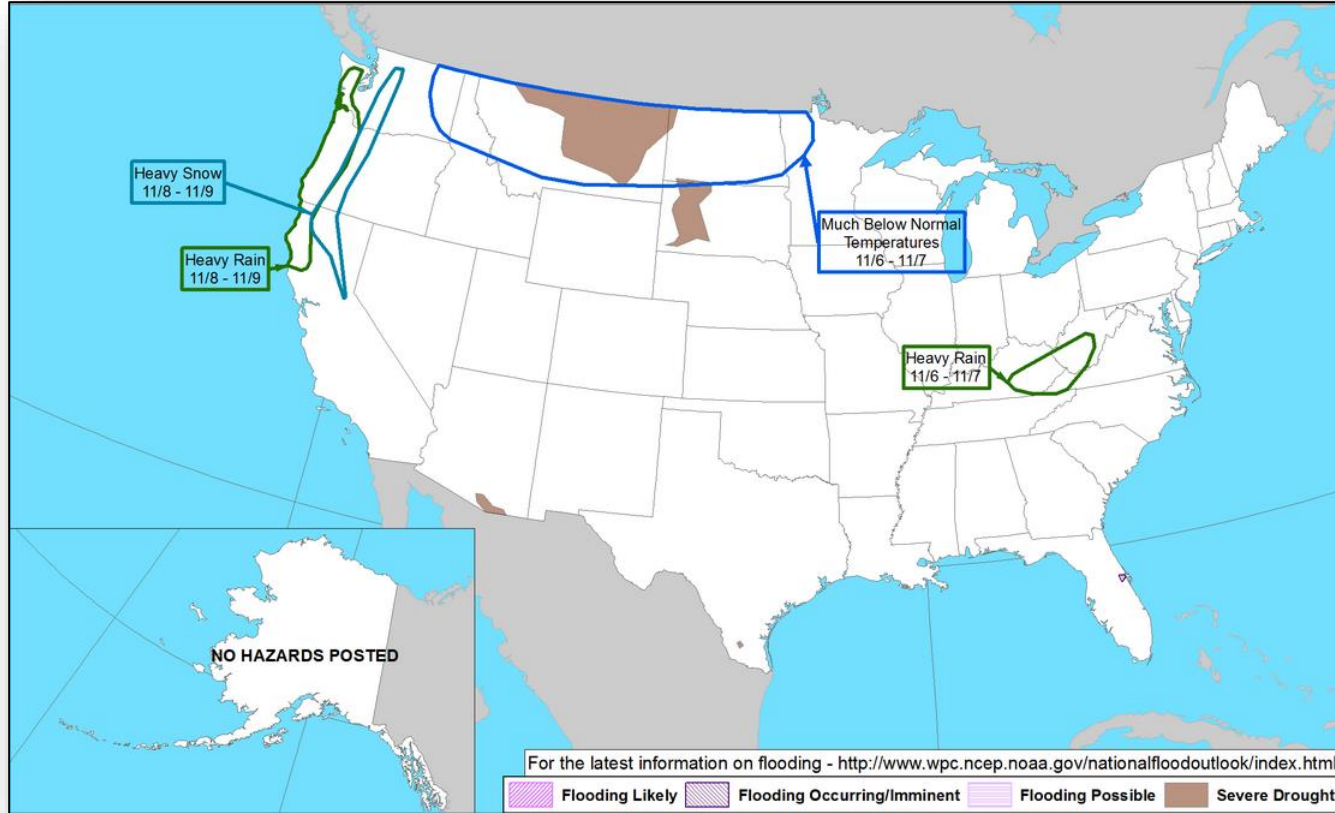 Heavy Snow
11/8 - 11/9
Heavy Rain
11/8 - 11/9
Much Below Normal
Temperatures
11/6 - 11/7
Heavy Rain
11/6 - 11/7
NO HAZARDS POSTED
For the latest information on flooding - http://www.wpc.ncep.noaa.gov/nationalfloodoutlook/index.html
Flooding Likely
Flooding Occurring/Imminent
Flooding Possible
Severe Drought